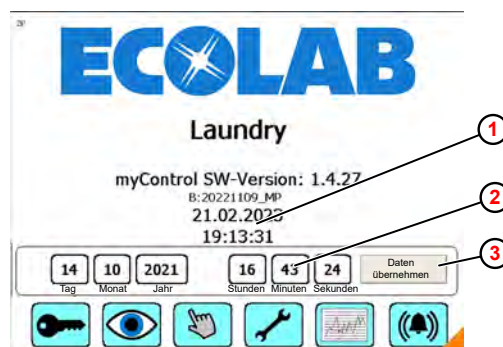 ECOLAB
Laundry
myControl SW-Version: 1.4.27
B:20221109_MP
21.02.2023
19:13:31
1
2
3
14 10 2021 16 43 24 Daten
übernehmen
Tag Monat Jahr Stunden Minuten Sekunden